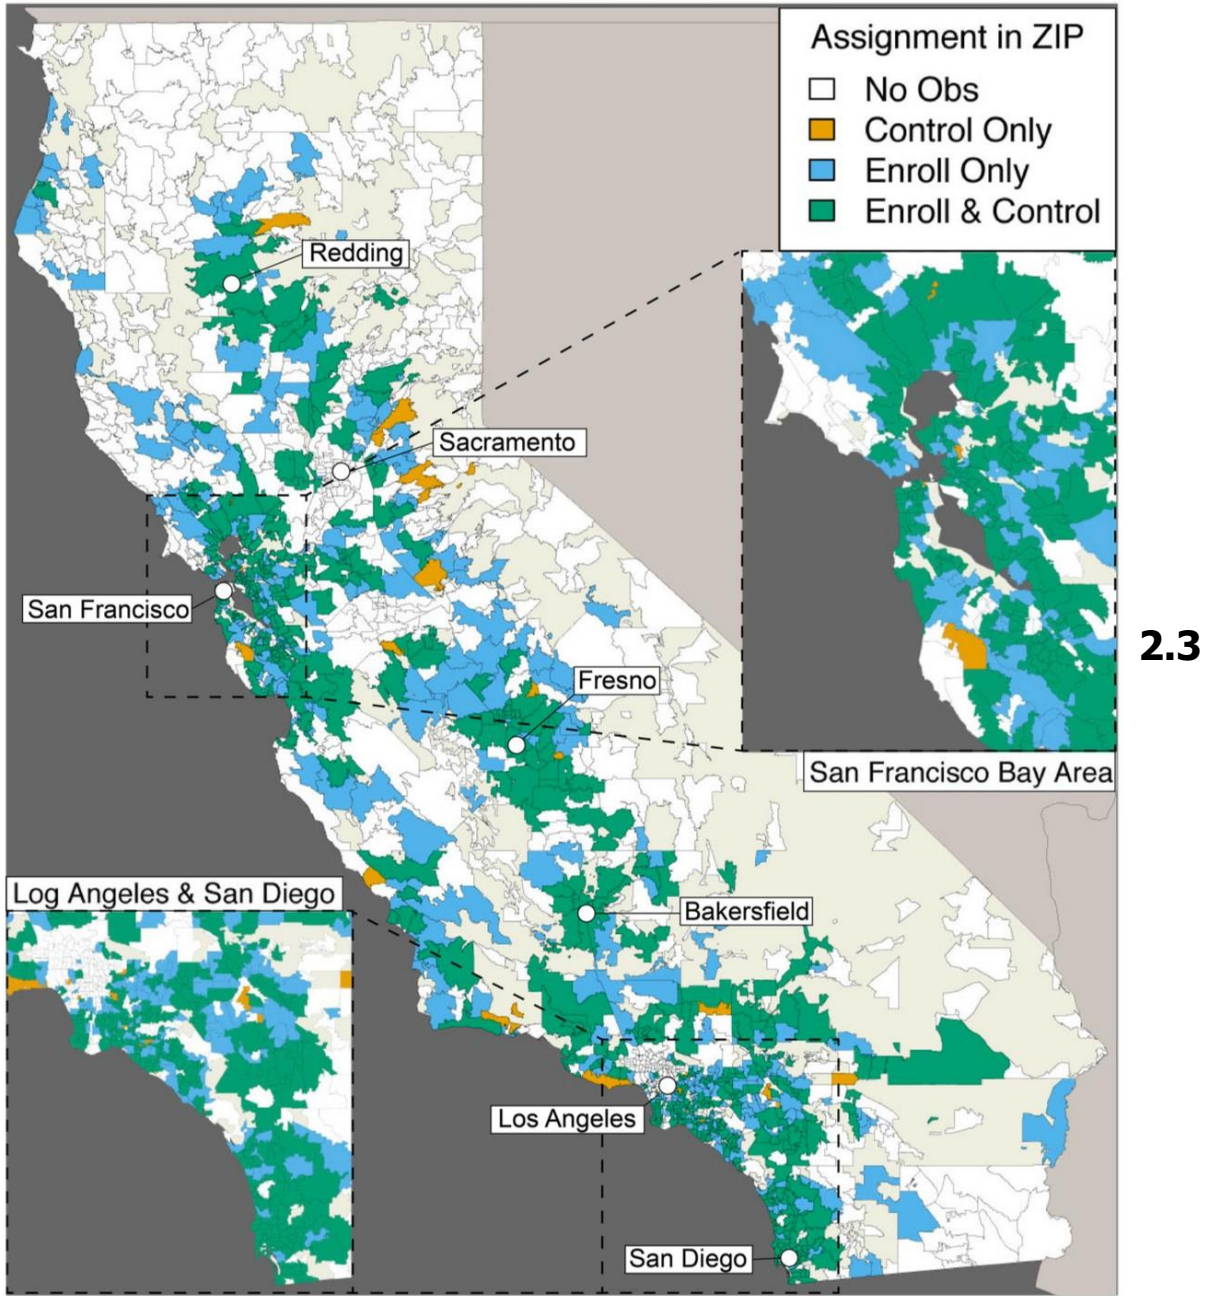 Assignment in ZIP
No Obs
Control Only
Enroll Only
Enroll & Control
Redding
Sacramento
San Francisco
2.3
Fresno
San Francisco Bay Area
Log Angeles & San Diego
Bakersfield
Los Angeles
San Diego